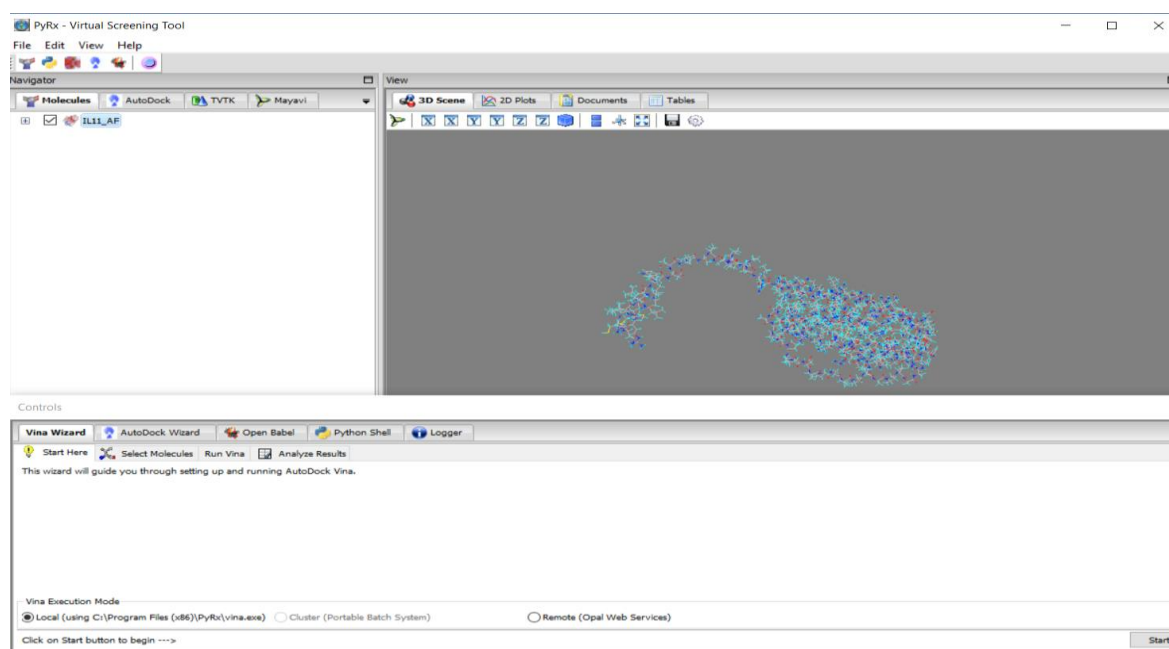 PyRx - Virtual Screening Tool
File Edit View Help
Navigator
View
Molecules AutoDock TVTK Mayavi
3D Scene 2D Plots Documents Tables
IL11_AF
X X Y Y Z Z
Controls
Vina Wizard AutoDock Wizard Open Babel Python Shell Logger
Start Here Select Molecules Run Vina Analyze Results
This wizard will guide you through setting up and running AutoDock Vina.
Vina Execution Mode
Local (using C:\Program Files (x86)\PyRx\vina.exe) Cluster (Portable Batch System) Remote (Opal Web Services)
Click on Start button to begin --->
Start